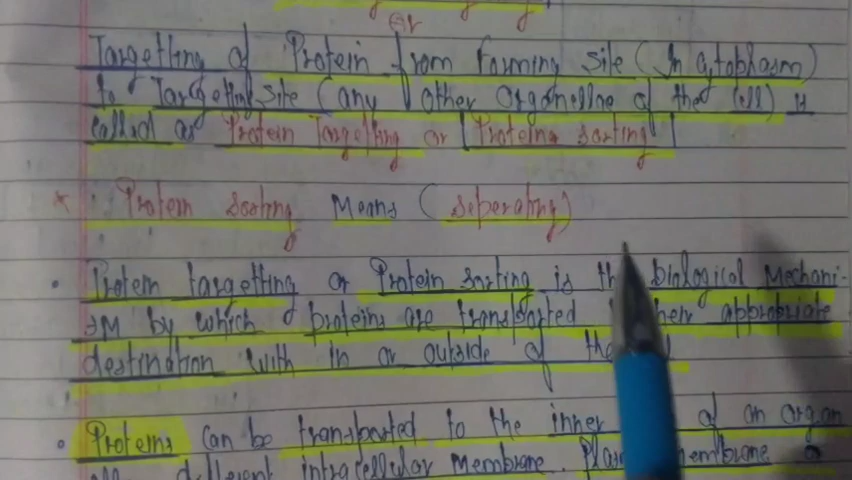 or
Targetting of Protein from Forming Site (In cytoplasm)
to Targetting Site (any other organelle of the cell) is
called as Protein Targetting or [Proteins sorting]
* Protein sorting Means (seperating)
• Protein targetting or Protein sorting is the biological Mechani-
sm by which proteins are transported their appropriate
destination with in or outside of the
• Proteins can be transported to the inner of an organ
different intracellular membrane. Plasma membrane